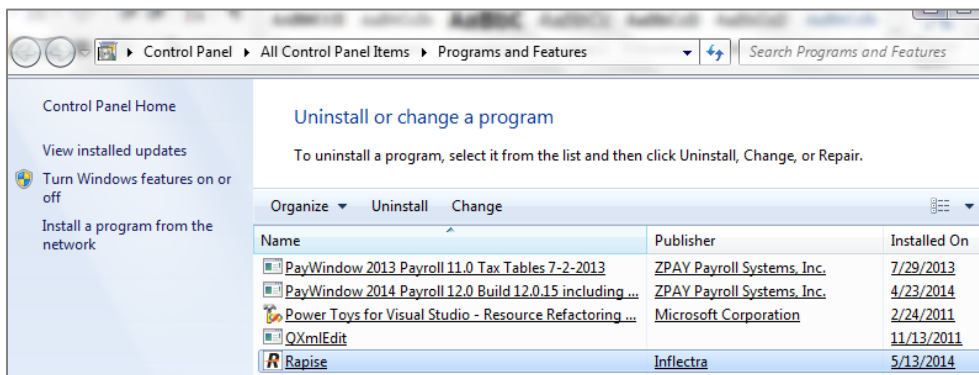 Control Panel ▸ All Control Panel Items ▸ Programs and Features Search Programs and Features
Control Panel Home
View installed updates
Turn Windows features on or
off
Install a program from the
network
Uninstall or change a program
To uninstall a program, select it from the list and then click Uninstall, Change, or Repair.
Organize Uninstall Change
Name Publisher Installed On
PayWindow 2013 Payroll 11.0 Tax Tables 7-2-2013 ZPAY Payroll Systems, Inc. 7/29/2013
PayWindow 2014 Payroll 12.0 Build 12.0.15 including ... ZPAY Payroll Systems, Inc. 4/23/2014
Power Toys for Visual Studio - Resource Refactoring ... Microsoft Corporation 2/24/2011
QXmlEdit 11/13/2011
Rapise Inflectra 5/13/2014